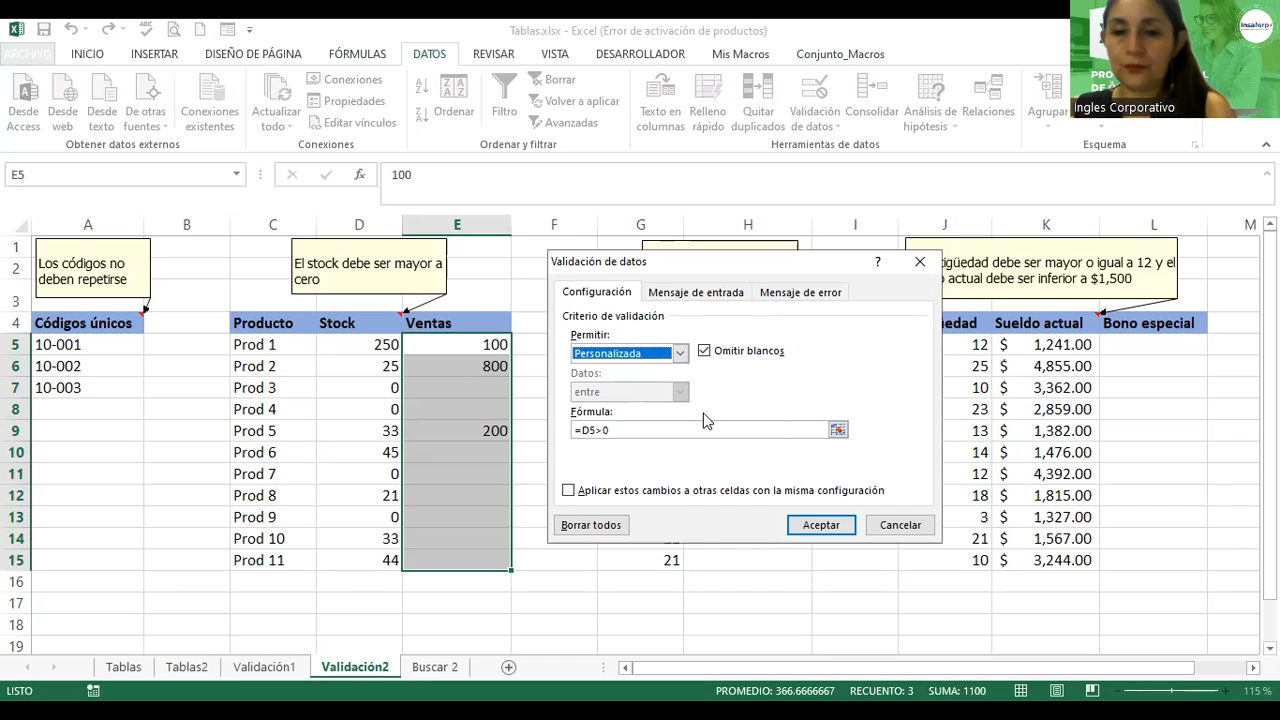 Tablas.xlsx - Excel (Error de activación de productos)
ARCHIVO INICIO INSERTAR DISEÑO DE PÁGINA FÓRMULAS DATOS REVISAR VISTA DESARROLLADOR Mis Macros Conjunto_Macros
Insaforp
Ingles Corporativo
Desde Access
Desde web
Desde texto
De otras fuentes
Conexiones existentes
Obtener datos externos
Actualizar todo
Conexiones
Propiedades
Editar vínculos
Conexiones
Ordenar
Filtro
Borrar
Volver a aplicar
Avanzadas
Ordenar y filtrar
Texto en columnas
Relleno rápido
Quitar duplicados
Validación de datos
Consolidar
Análisis de hipótesis
Relaciones
Herramientas de datos
Agrupar
Esquema
E5 fx 100
A B C D E F G H I J K L M
1
2
3
Los códigos no
deben repetirse
El stock debe ser mayor a
cero
igüedad debe ser mayor o igual a 12 y el
o actual debe ser inferior a $1,500
4 Códigos únicos Producto Stock Ventas üedad Sueldo actual Bono especial
5 10-001 Prod 1 250 100 12 $ 1,241.00
6 10-002 Prod 2 25 800 25 $ 4,855.00
7 10-003 Prod 3 0 10 $ 3,362.00
8 Prod 4 0 23 $ 2,859.00
9 Prod 5 33 200 13 $ 1,382.00
10 Prod 6 45 14 $ 1,476.00
11 Prod 7 0 12 $ 4,392.00
12 Prod 8 21 18 $ 1,815.00
13 Prod 9 0 3 $ 1,327.00
14 Prod 10 33 21 $ 1,567.00
15 Prod 11 44 21 10 $ 3,244.00
16
17
18
19
Validación de datos ?
Configuración Mensaje de entrada Mensaje de error
Criterio de validación
Permitir:
Personalizada Omitir blancos
Datos:
entre
Fórmula:
=D5>0
Aplicar estos cambios a otras celdas con la misma configuración
Borrar todos Aceptar Cancelar
Tablas Tablas2 Validación1 Validación2 Buscar 2
LISTO PROMEDIO: 366.6666667 RECUENTO: 3 SUMA: 1100 115 %